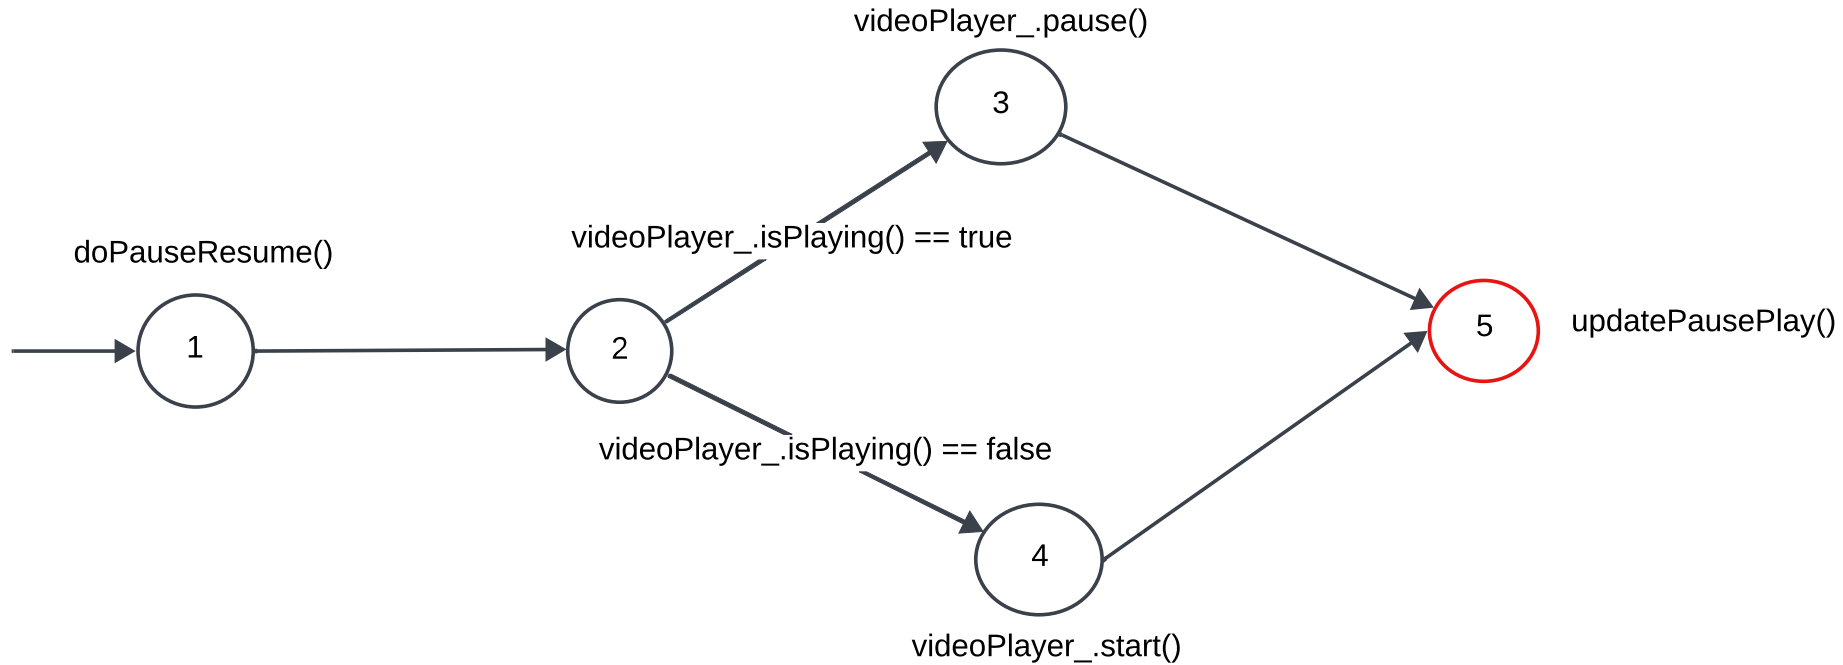 videoPlayer_.pause()
3
videoPlayer_.isPlaying() == true
doPauseResume()
1
2
5
updatePausePlay()
videoPlayer_.isPlaying() == false
4
videoPlayer_.start()